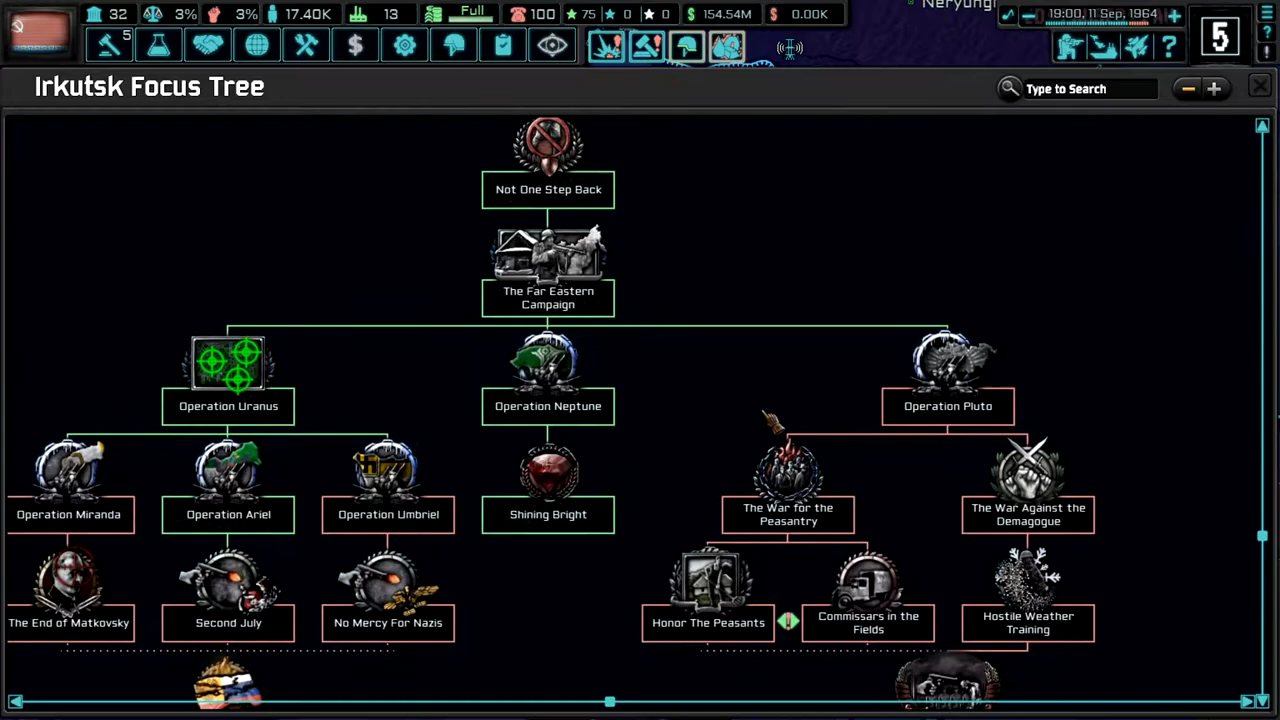 32 3% 3% 17.40K 13 Full 100 75 0 0 $ 154.54M $ 0.00K
Neryungi
19:00, 11 Sep, 1964
5
5
Irkutsk Focus Tree
Type to Search
Not One Step Back
The Far Eastern
Campaign
Operation Uranus
Operation Neptune
Operation Pluto
Operation Miranda
Operation Ariel
Operation Umbriel
Shining Bright
The War for the
Peasantry
The War Against the
Demagogue
The End of Matkovsky
Second July
No Mercy For Nazis
Honor The Peasants
Commissars in the
Fields
Hostile Weather
Training